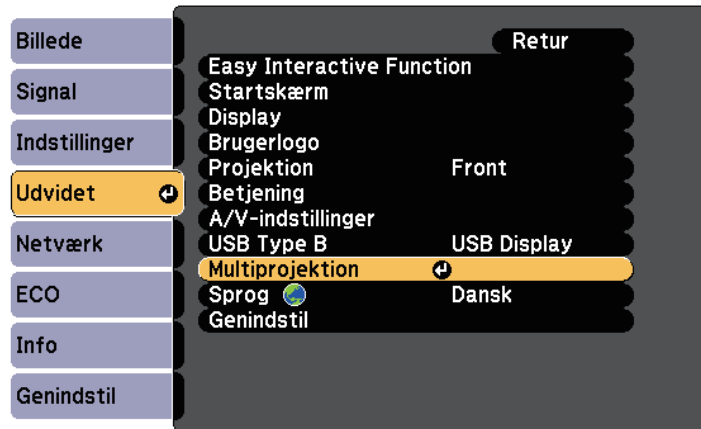 Billede
Signal
Indstillinger
Udvidet
Netværk
ECO
Info
Genindstil
Retur
Easy Interactive Function
Startskærm
Display
Brugerlogo
Projektion Front
Betjening
A/V-indstillinger
USB Type B USB Display
Multiprojektion
Sprog Dansk
Genindstil